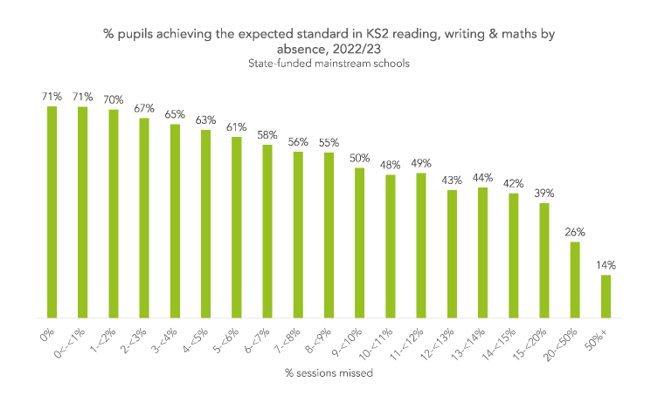 % pupils achieving the expected standard in KS2 reading, writing & maths by
absence, 2022/23
State-funded mainstream schools
71% 71% 70% 67% 65% 63% 61% 58% 56% 55% 50% 48% 49% 43% 44% 42% 39% 26% 14%
0% 0<-<1% 1-<2% 2-<3% 3-<4% 4-<5% 5-<6% 6-<7% 7-<8% 8-<9% 9-<10% 10-<11% 11-<12% 12-<13% 13-<14% 14-<15% 15-<20% 20-<50% 50%+
% sessions missed